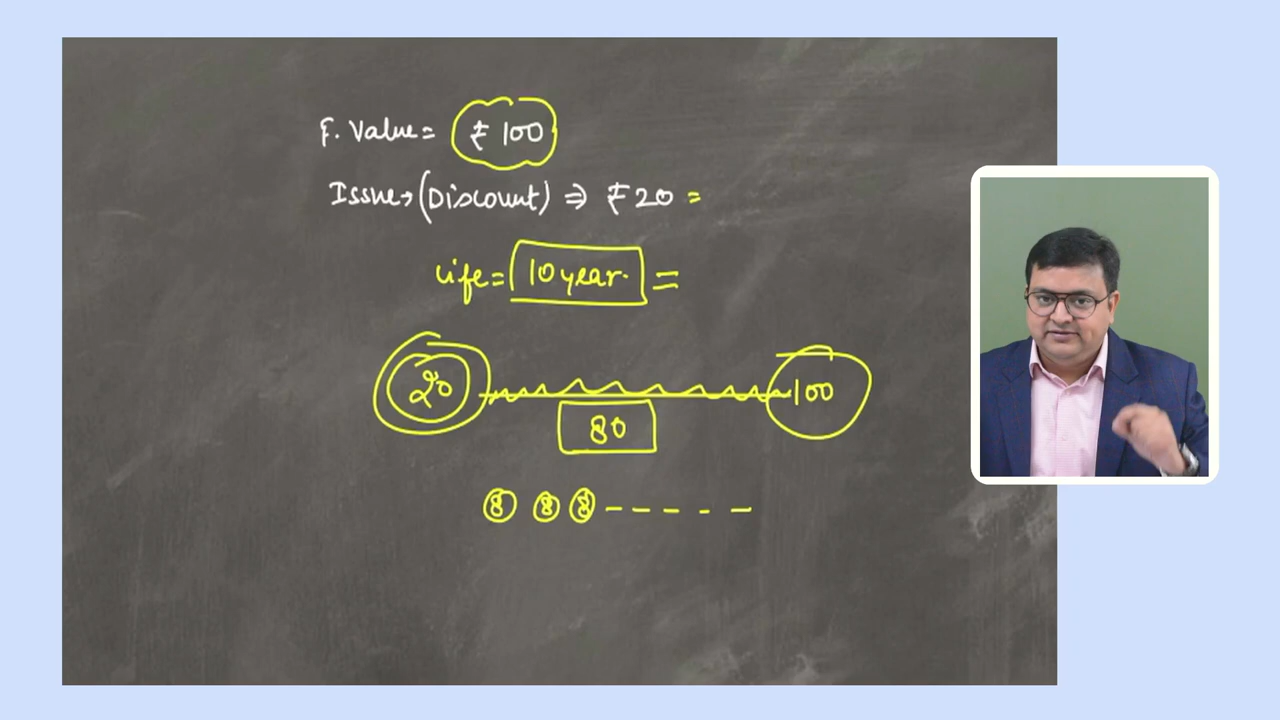 F. Value = ₹ 100
Issue → (Discount) ⇒ ₹ 20 =
Life = 10 year. =
20 100
80
8 8 8 - - - - -